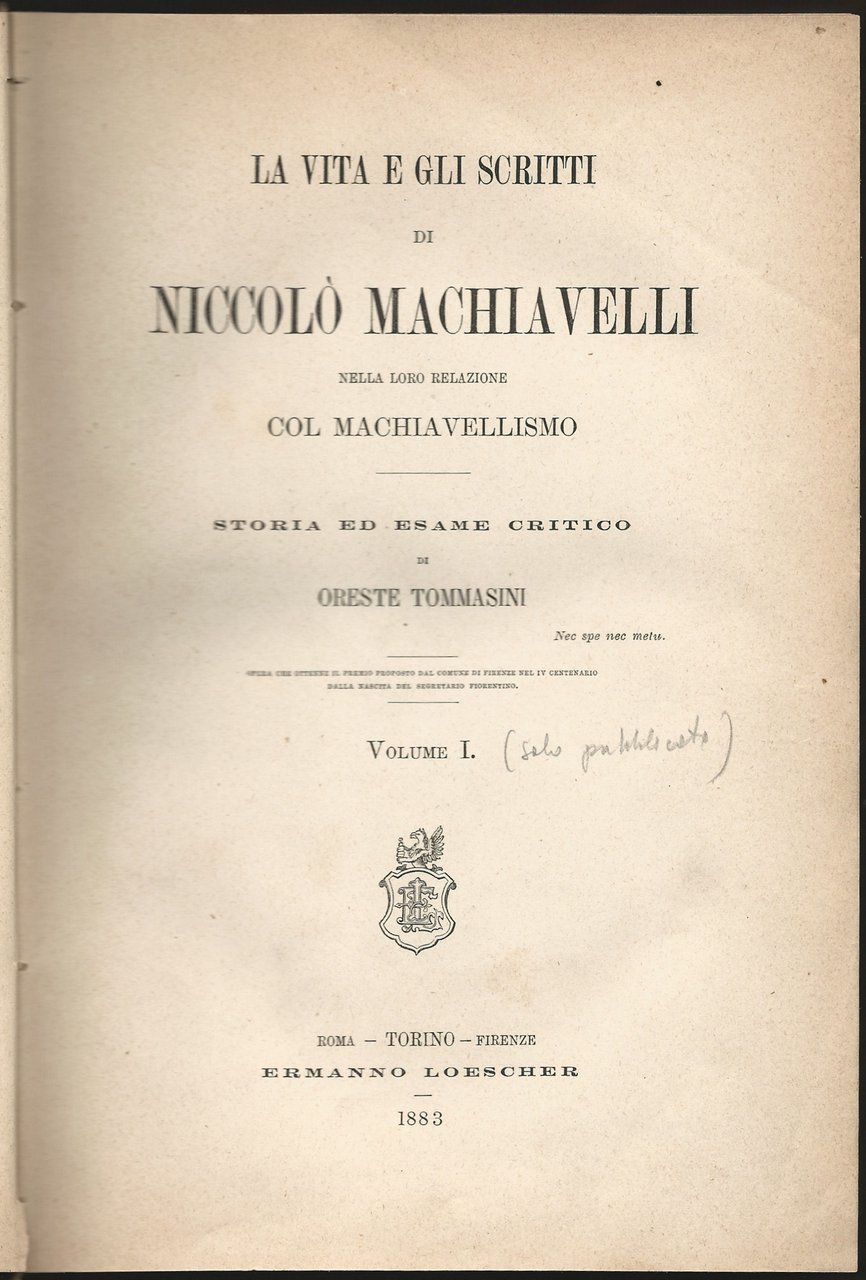 LA VITA E GLI SCRITTI
DI
NICCOLÒ MACHIAVELLI
NELLA LORO RELAZIONE
COL MACHIAVELLISMO
STORIA ED ESAME CRITICO
DI
ORESTE TOMMASINI
Nec spe nec metu.
OPERA CHE OTTENNE IL PREMIO PROPOSTO DAL COMUNE DI FIRENZE NEL IV CENTENARIO
DALLA NASCITA DEL SEGRETARIO FIORENTINO.
VOLUME I. (solo pubblicato)
ROMA — TORINO — FIRENZE
ERMANNO LOESCHER
1883